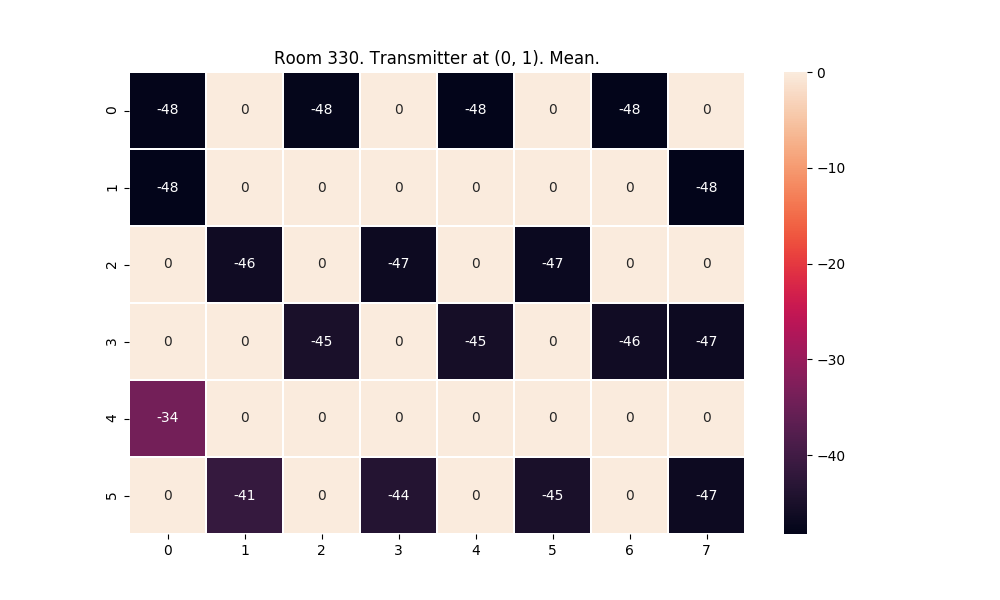 Room 330. Transmitter at (0, 1). Mean.
0 -48 0 -48 0 -48 0 -48 0
1 -48 0 0 0 0 0 0 -48
2 0 -46 0 -47 0 -47 0 0
3 0 0 -45 0 -45 0 -46 -47
4 -34 0 0 0 0 0 0 0
5 0 -41 0 -44 0 -45 0 -47
0 1 2 3 4 5 6 7
0
−10
−20
−30
−40